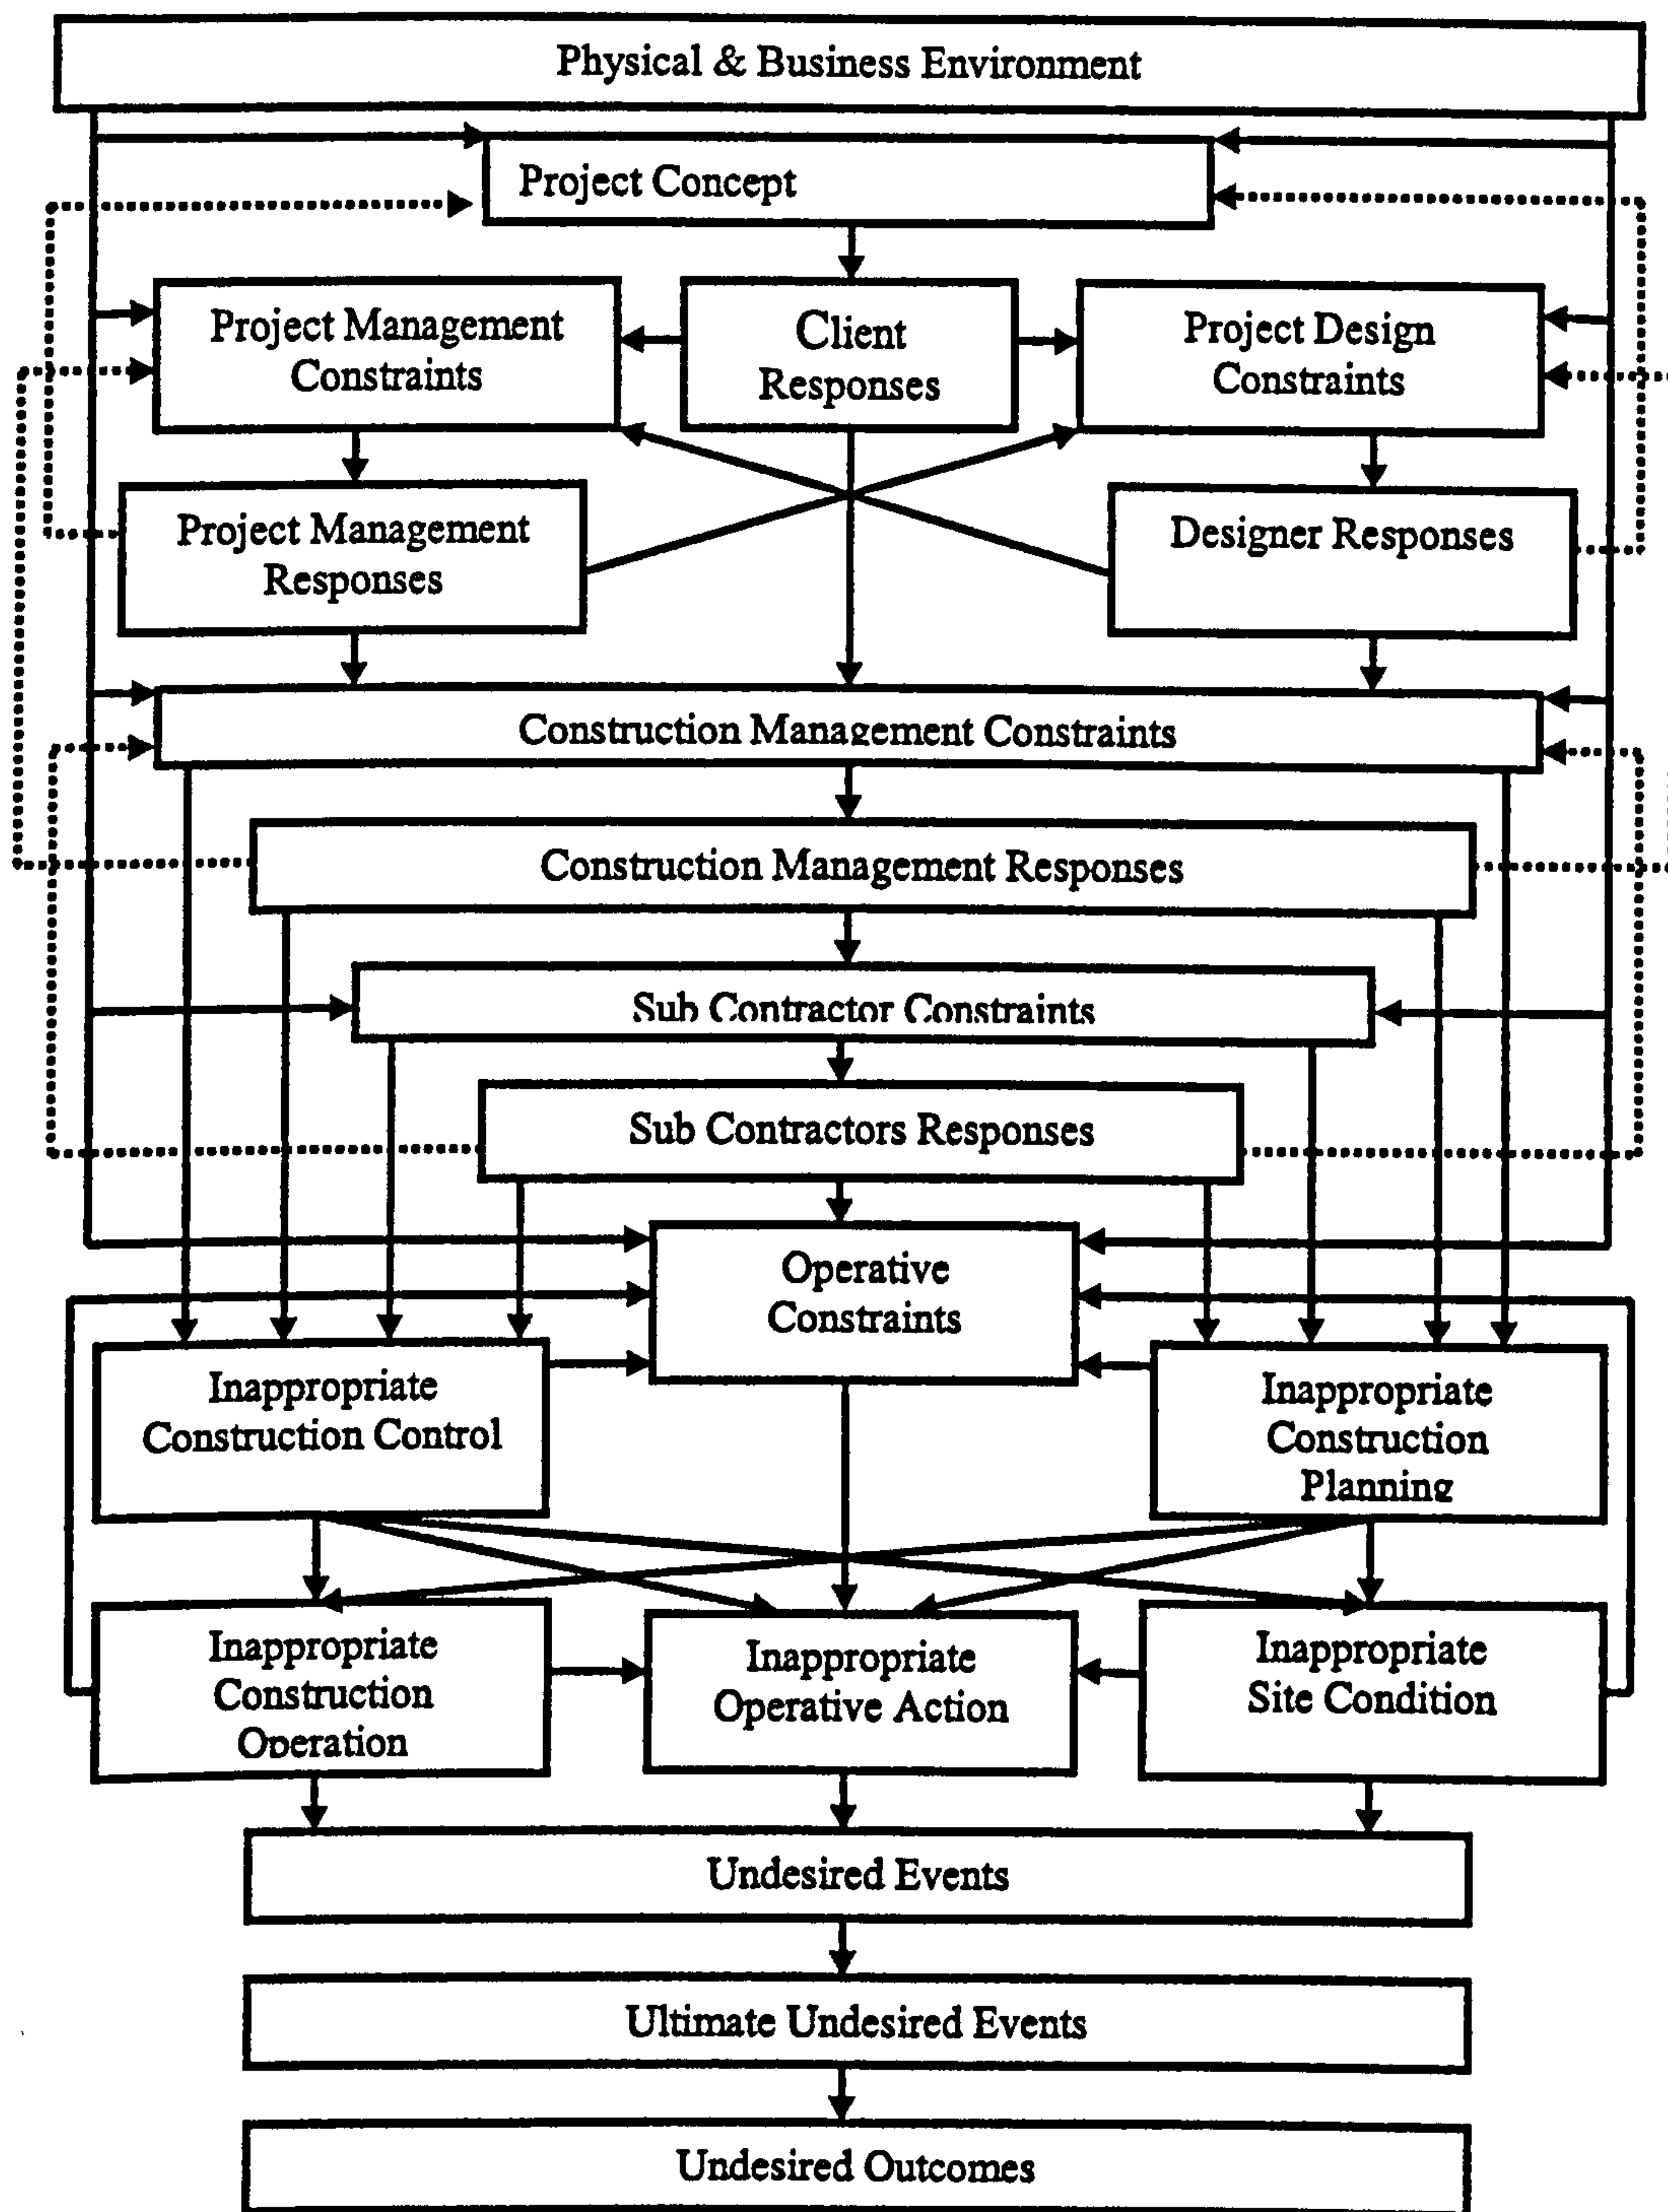 Physical & Business Environment
Project Concept
Project Management
Constraints
Client
Responses
Project Design
Constraints
Project Management
Responses
Designer Responses
Construction Management Constraints
Construction Management Responses
Sub Contractor Constraints
Sub Contractors Responses
Operative
Constraints
Inappropriate
Construction Control
Inappropriate
Construction
Planning
Inappropriate
Construction
Operation
Inappropriate
Operative Action
Inappropriate
Site Condition
Undesired Events
Ultimate Undesired Events
Undesired Outcomes